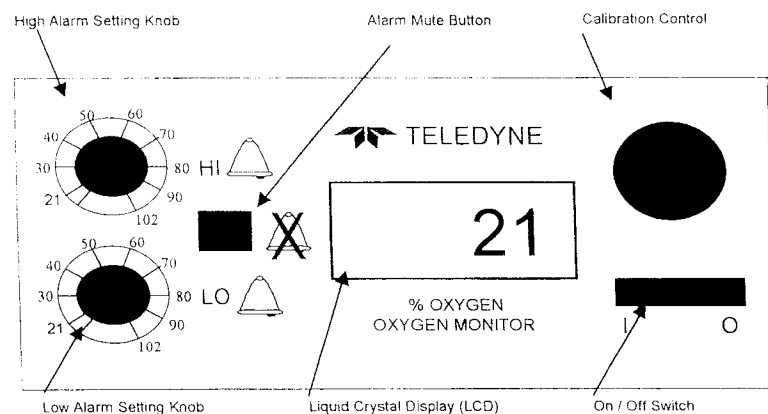 High Alarm Setting Knob
Alarm Mute Button
Calibration Control
50 60
40 70
30 80
21 90
102
HI
TELEDYNE
21
50 60
40 70
30 80
21 90
102
LO
% OXYGEN
OXYGEN MONITOR
I O
Low Alarm Setting Knob
Liquid Crystal Display (LCD)
On / Off Switch